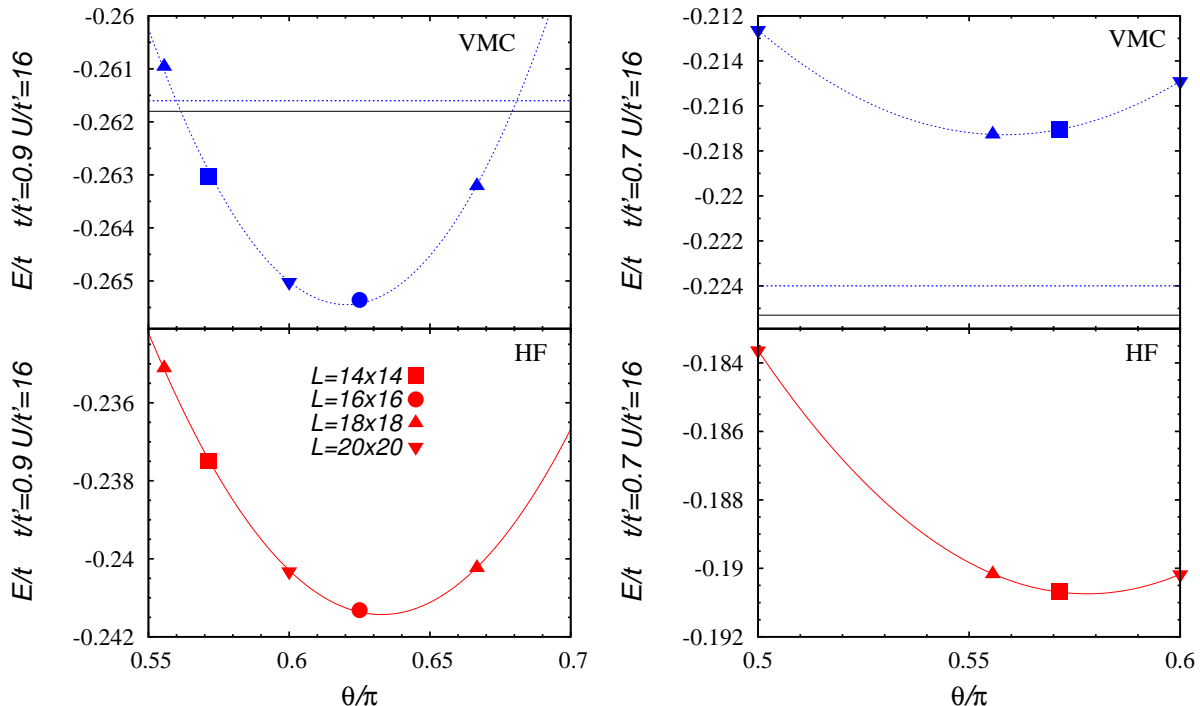 E/t    t/t'=0.9 U/t'=16
-0.26
-0.261
-0.262
-0.263
-0.264
-0.265
VMC
E/t    t/t'=0.9 U/t'=16
-0.236
-0.238
-0.24
-0.242
HF
L=14x14
L=16x16
L=18x18
L=20x20
0.55
0.6
0.65
0.7
θ/π
E/t    t/t'=0.7 U/t'=16
-0.212
-0.214
-0.216
-0.218
-0.22
-0.222
-0.224
VMC
E/t    t/t'=0.7 U/t'=16
-0.184
-0.186
-0.188
-0.19
-0.192
HF
0.5
0.55
0.6
θ/π